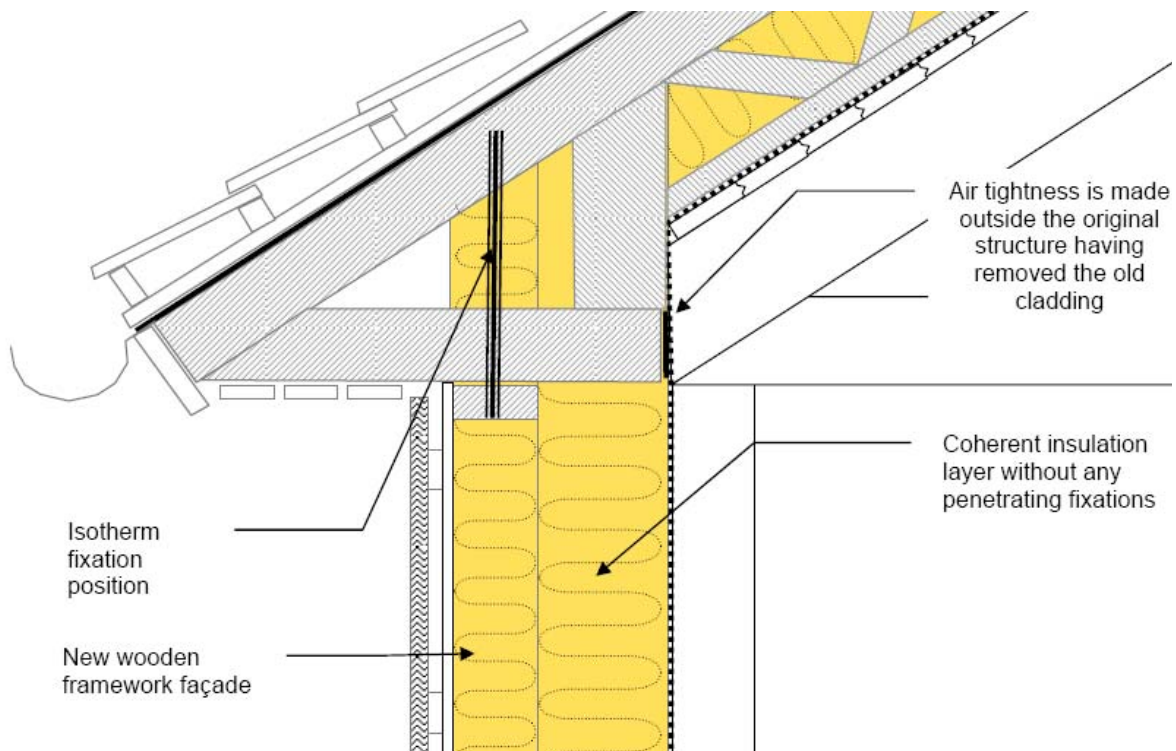 Air tightness is made
outside the original
structure having
removed the old
cladding
Coherent insulation
layer without any
penetrating fixations
Isotherm
fixation
position
New wooden
framework façade